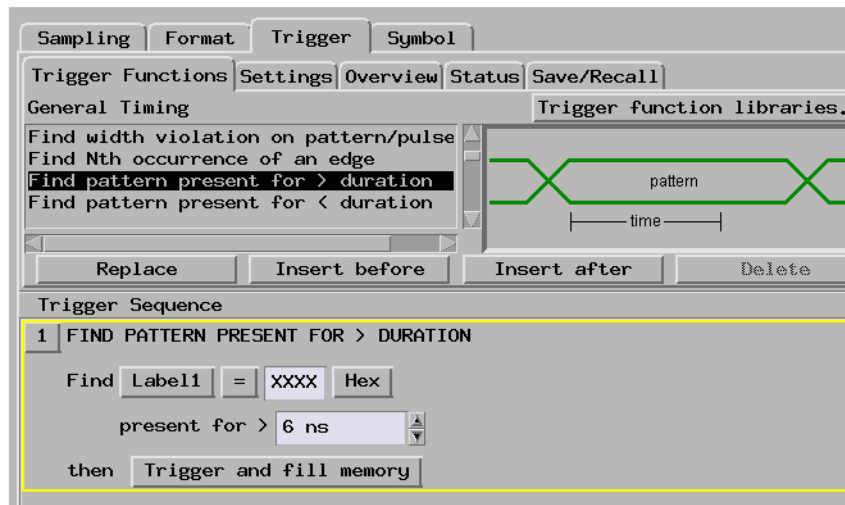 Sampling Format Trigger Symbol
Trigger Functions Settings Overview Status Save/Recall
General Timing Trigger function libraries.
Find width violation on pattern/pulse
Find Nth occurrence of an edge
Find pattern present for > duration
Find pattern present for < duration
pattern
time
Replace Insert before Insert after Delete
Trigger Sequence
1 FIND PATTERN PRESENT FOR > DURATION
Find Label1 = XXXX Hex
present for > 6 ns
then Trigger and fill memory